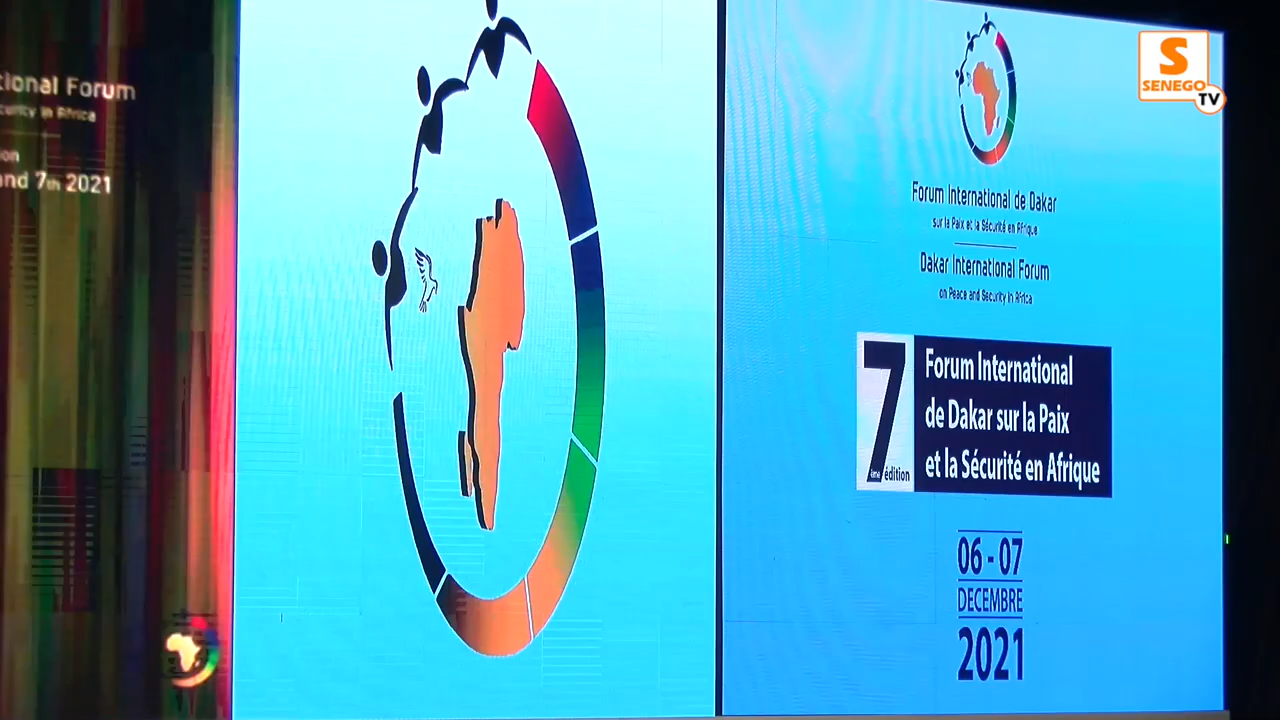 tional Forum
curity in Africa
ion
and 7th 2021
S
SENEGO
TV
Forum International de Dakar
sur la Paix et la Sécurité en Afrique
Dakar International Forum
on Peace and Security in Africa
7
ème édition
Forum International
de Dakar sur la Paix
et la Sécurité en Afrique
06 - 07
DECEMBRE
2021